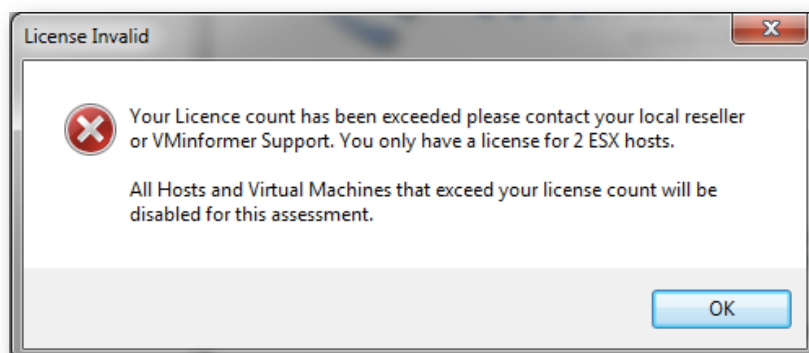 License Invalid
Your Licence count has been exceeded please contact your local reseller
or VMinformer Support. You only have a license for 2 ESX hosts.
All Hosts and Virtual Machines that exceed your license count will be
disabled for this assessment.
OK